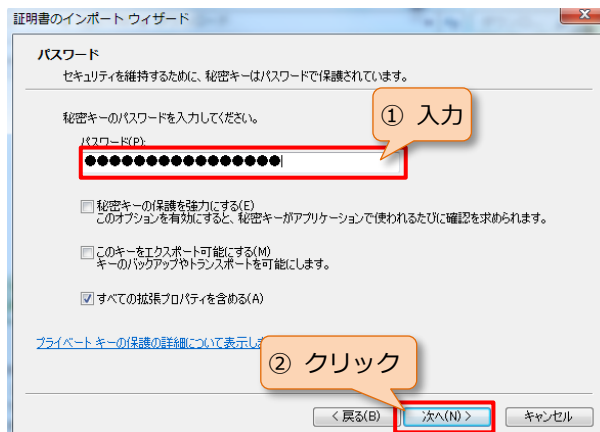 証明書のインポート ウィザード
パスワード
セキュリティを維持するために、秘密キーはパスワードで保護されています。
秘密キーのパスワードを入力してください。
① 入力
パスワード(P):
●●●●●●●●●●●●●●●●
秘密キーの保護を強力にする(E)
このオプションを有効にすると、秘密キーがアプリケーションで使われるたびに確認を求められます。
このキーをエクスポート可能にする(M)
キーのバックアップやトランスポートを可能にします。
すべての拡張プロパティを含める(A)
プライベート キーの保護の詳細について表示し
② クリック
< 戻る(B)
次へ(N) >
キャンセル